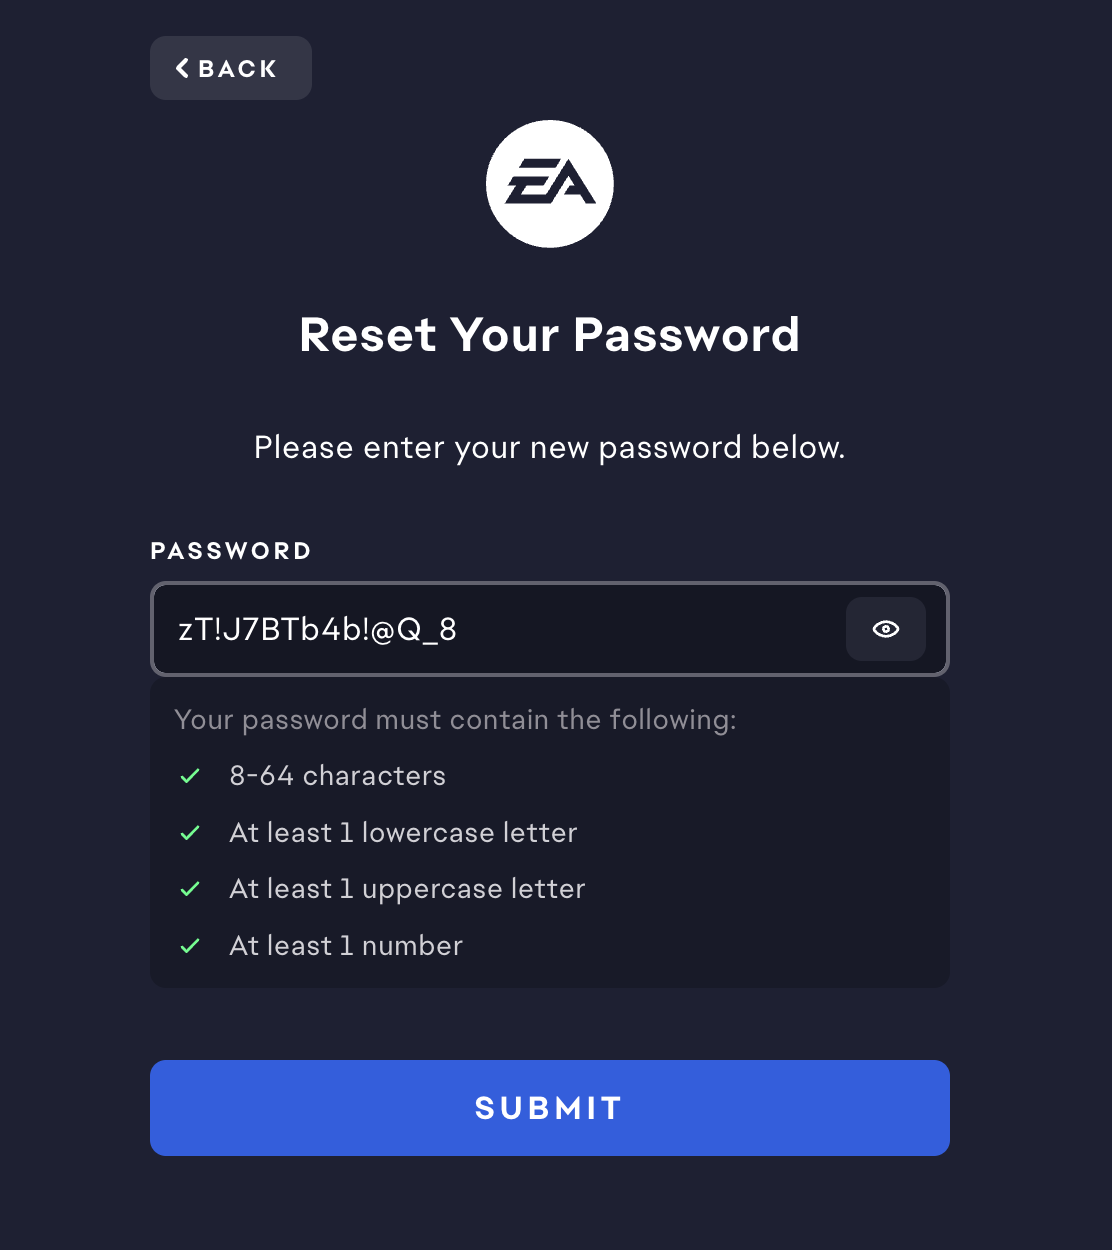 BACK
EA
Reset Your Password
Please enter your new password below.
PASSWORD
zT!J7BTb4b!@Q_8
Your password must contain the following:
8-64 characters
At least 1 lowercase letter
At least 1 uppercase letter
At least 1 number
SUBMIT